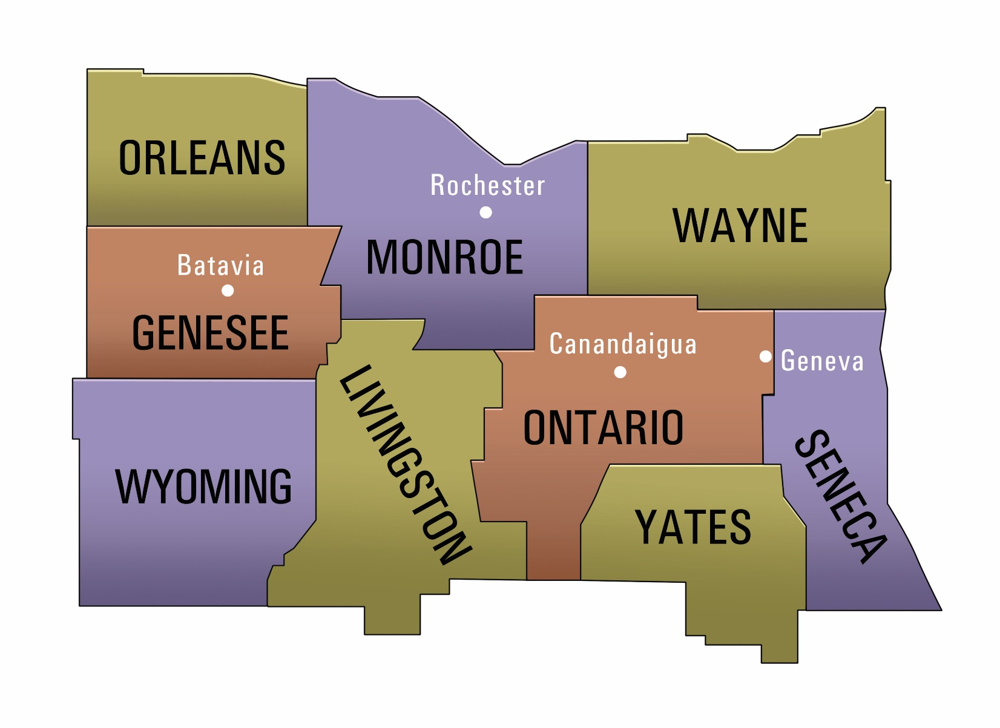 ORLEANS
Rochester
MONROE
WAYNE
Batavia
GENESEE
Canandaigua
Geneva
LIVINGSTON
ONTARIO
SENECA
WYOMING
YATES